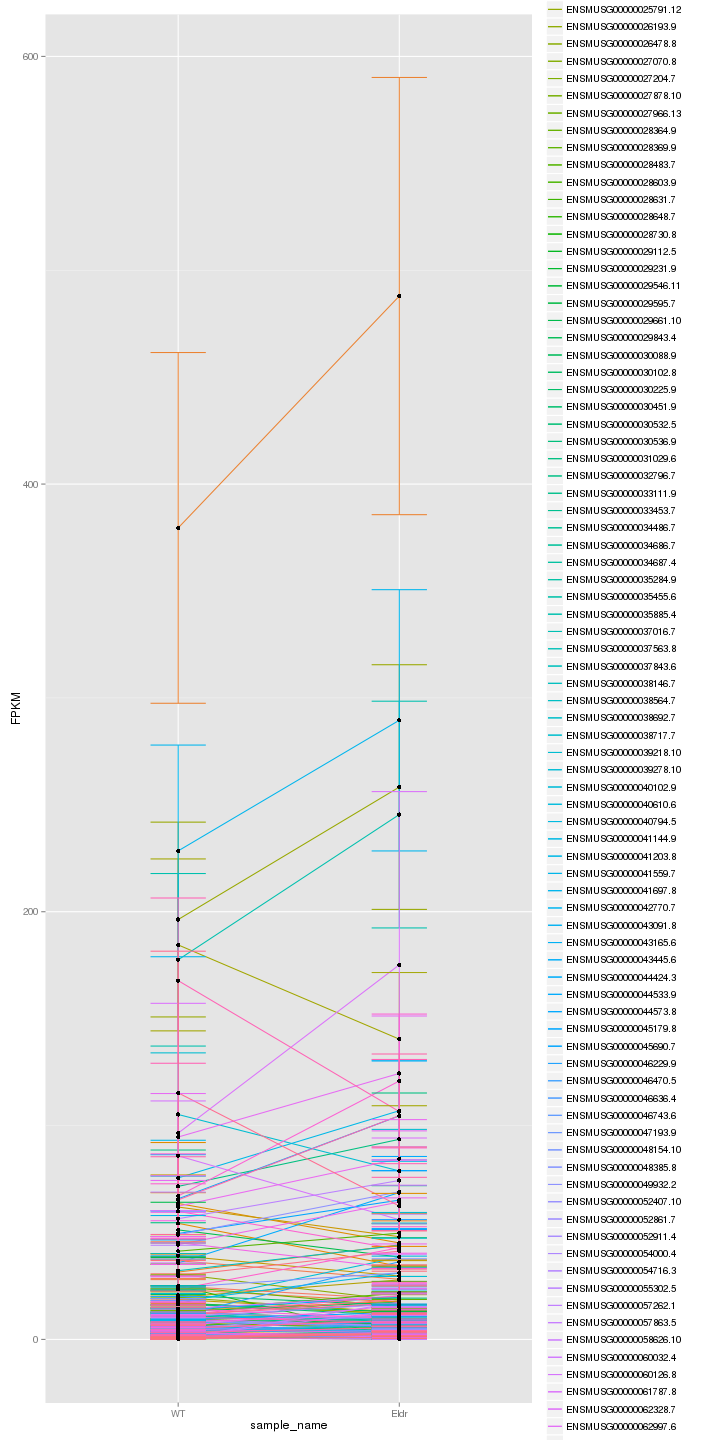 600
400
200
0
FPKM
WT
Eldr
sample_name
ENSMUSG00000025791.12
ENSMUSG00000026193.9
ENSMUSG00000026478.8
ENSMUSG00000027070.8
ENSMUSG00000027204.7
ENSMUSG00000027878.10
ENSMUSG00000027966.13
ENSMUSG00000028364.9
ENSMUSG00000028369.9
ENSMUSG00000028483.7
ENSMUSG00000028603.9
ENSMUSG00000028631.7
ENSMUSG00000028648.7
ENSMUSG00000028730.8
ENSMUSG00000029112.5
ENSMUSG00000029231.9
ENSMUSG00000029546.11
ENSMUSG00000029595.7
ENSMUSG00000029661.10
ENSMUSG00000029843.4
ENSMUSG00000030088.9
ENSMUSG00000030102.8
ENSMUSG00000030225.9
ENSMUSG00000030451.9
ENSMUSG00000030532.5
ENSMUSG00000030536.9
ENSMUSG00000031029.6
ENSMUSG00000032796.7
ENSMUSG00000033111.9
ENSMUSG00000033453.7
ENSMUSG00000034486.7
ENSMUSG00000034686.7
ENSMUSG00000034687.4
ENSMUSG00000035284.9
ENSMUSG00000035455.6
ENSMUSG00000035885.4
ENSMUSG00000037016.7
ENSMUSG00000037563.8
ENSMUSG00000037843.6
ENSMUSG00000038146.7
ENSMUSG00000038564.7
ENSMUSG00000038692.7
ENSMUSG00000038717.7
ENSMUSG00000039218.10
ENSMUSG00000039278.10
ENSMUSG00000040102.9
ENSMUSG00000040610.6
ENSMUSG00000040794.5
ENSMUSG00000041144.9
ENSMUSG00000041203.8
ENSMUSG00000041559.7
ENSMUSG00000041697.8
ENSMUSG00000042770.7
ENSMUSG00000043091.8
ENSMUSG00000043165.6
ENSMUSG00000043445.6
ENSMUSG00000044424.3
ENSMUSG00000044533.9
ENSMUSG00000044573.8
ENSMUSG00000045179.8
ENSMUSG00000045690.7
ENSMUSG00000046229.9
ENSMUSG00000046470.5
ENSMUSG00000046636.4
ENSMUSG00000046743.6
ENSMUSG00000047193.9
ENSMUSG00000048154.10
ENSMUSG00000048385.8
ENSMUSG00000049932.2
ENSMUSG00000052407.10
ENSMUSG00000052861.7
ENSMUSG00000052911.4
ENSMUSG00000054000.4
ENSMUSG00000054716.3
ENSMUSG00000055302.5
ENSMUSG00000057262.1
ENSMUSG00000057863.5
ENSMUSG00000058626.10
ENSMUSG00000060032.4
ENSMUSG00000060126.8
ENSMUSG00000061787.8
ENSMUSG00000062328.7
ENSMUSG00000062997.6